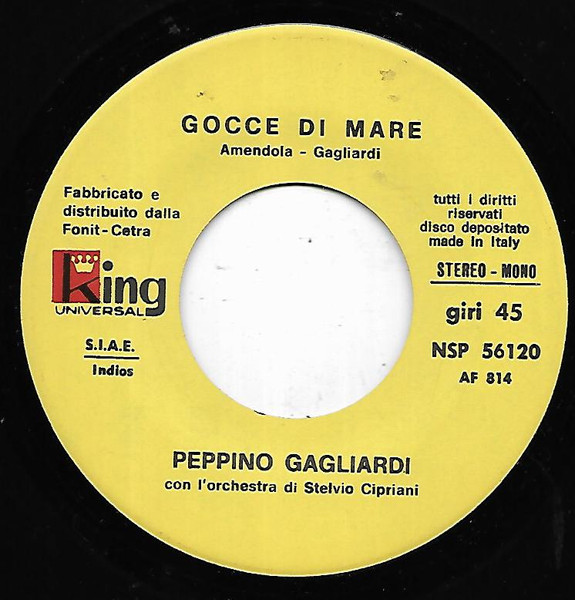 GOCCE DI MARE
Amendola - Gagliardi
Fabbricato e
distribuito dalla
Fonit-Cetra
king
UNIVERSAL
S.I.A.E.
Indios
tutti i diritti
riservati
disco depositato
made in Italy
STEREO - MONO
giri 45
NSP 56120
AF 814
PEPPINO GAGLIARDI
con l'orchestra di Stelvio Cipriani